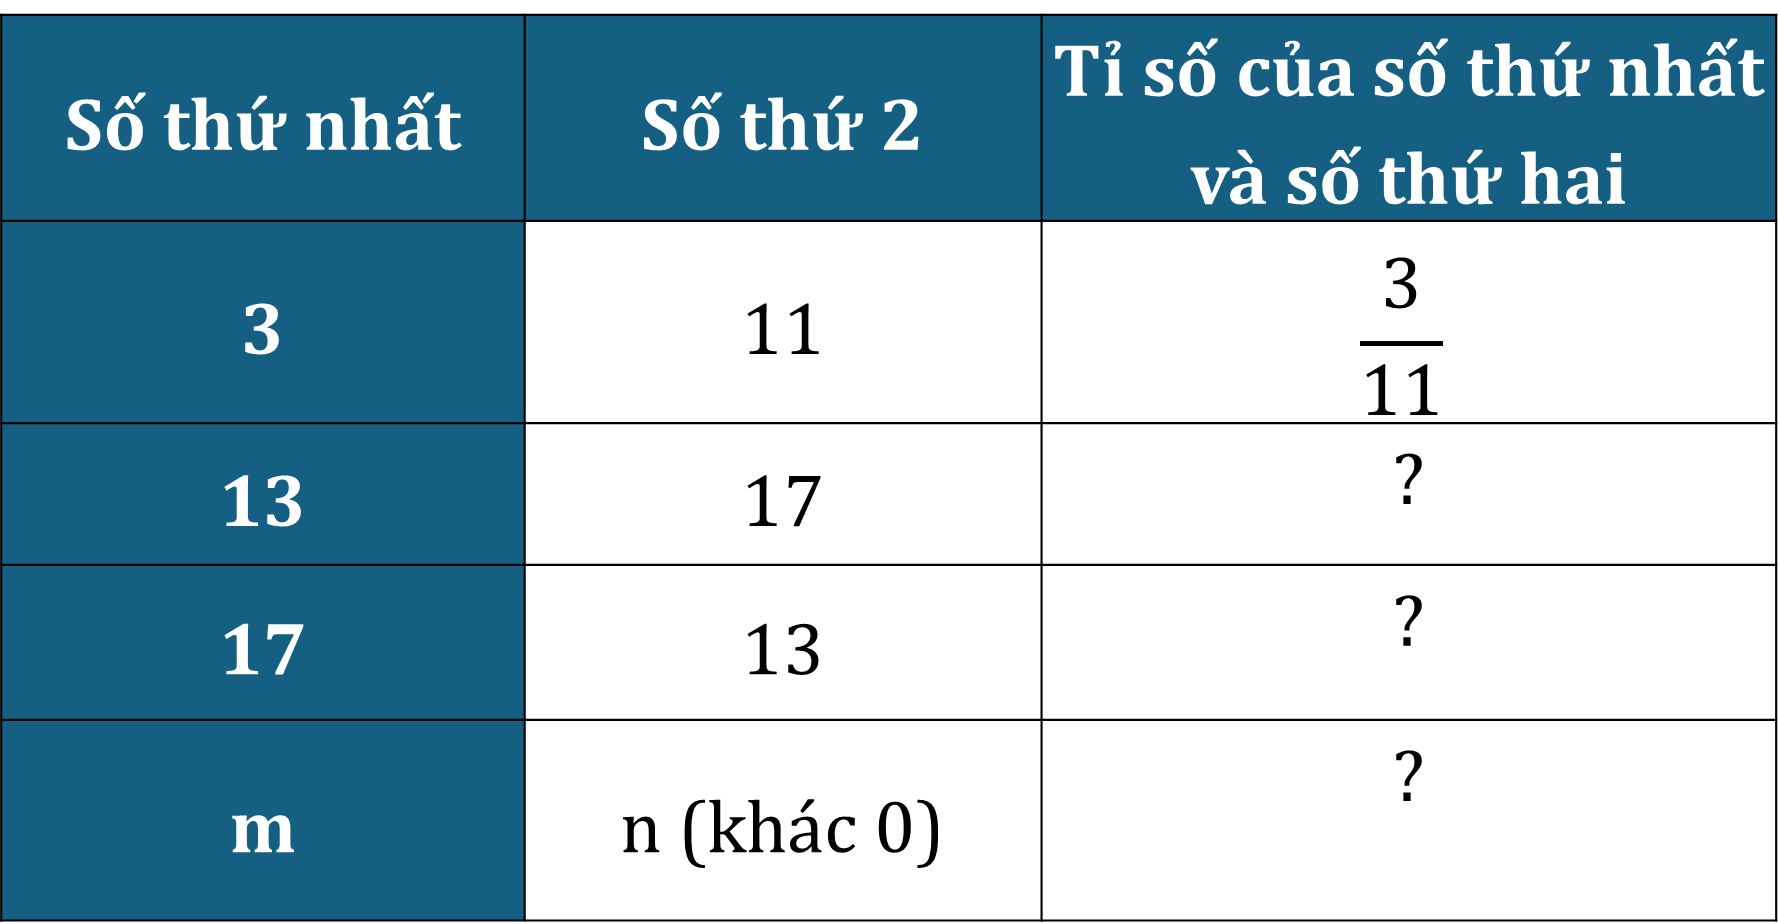 Số thứ nhất
Số thứ 2
Tỉ số của số thứ nhất
và số thứ hai
3
11
3
11
13
17
?
17
13
?
m
n (khác 0)
?